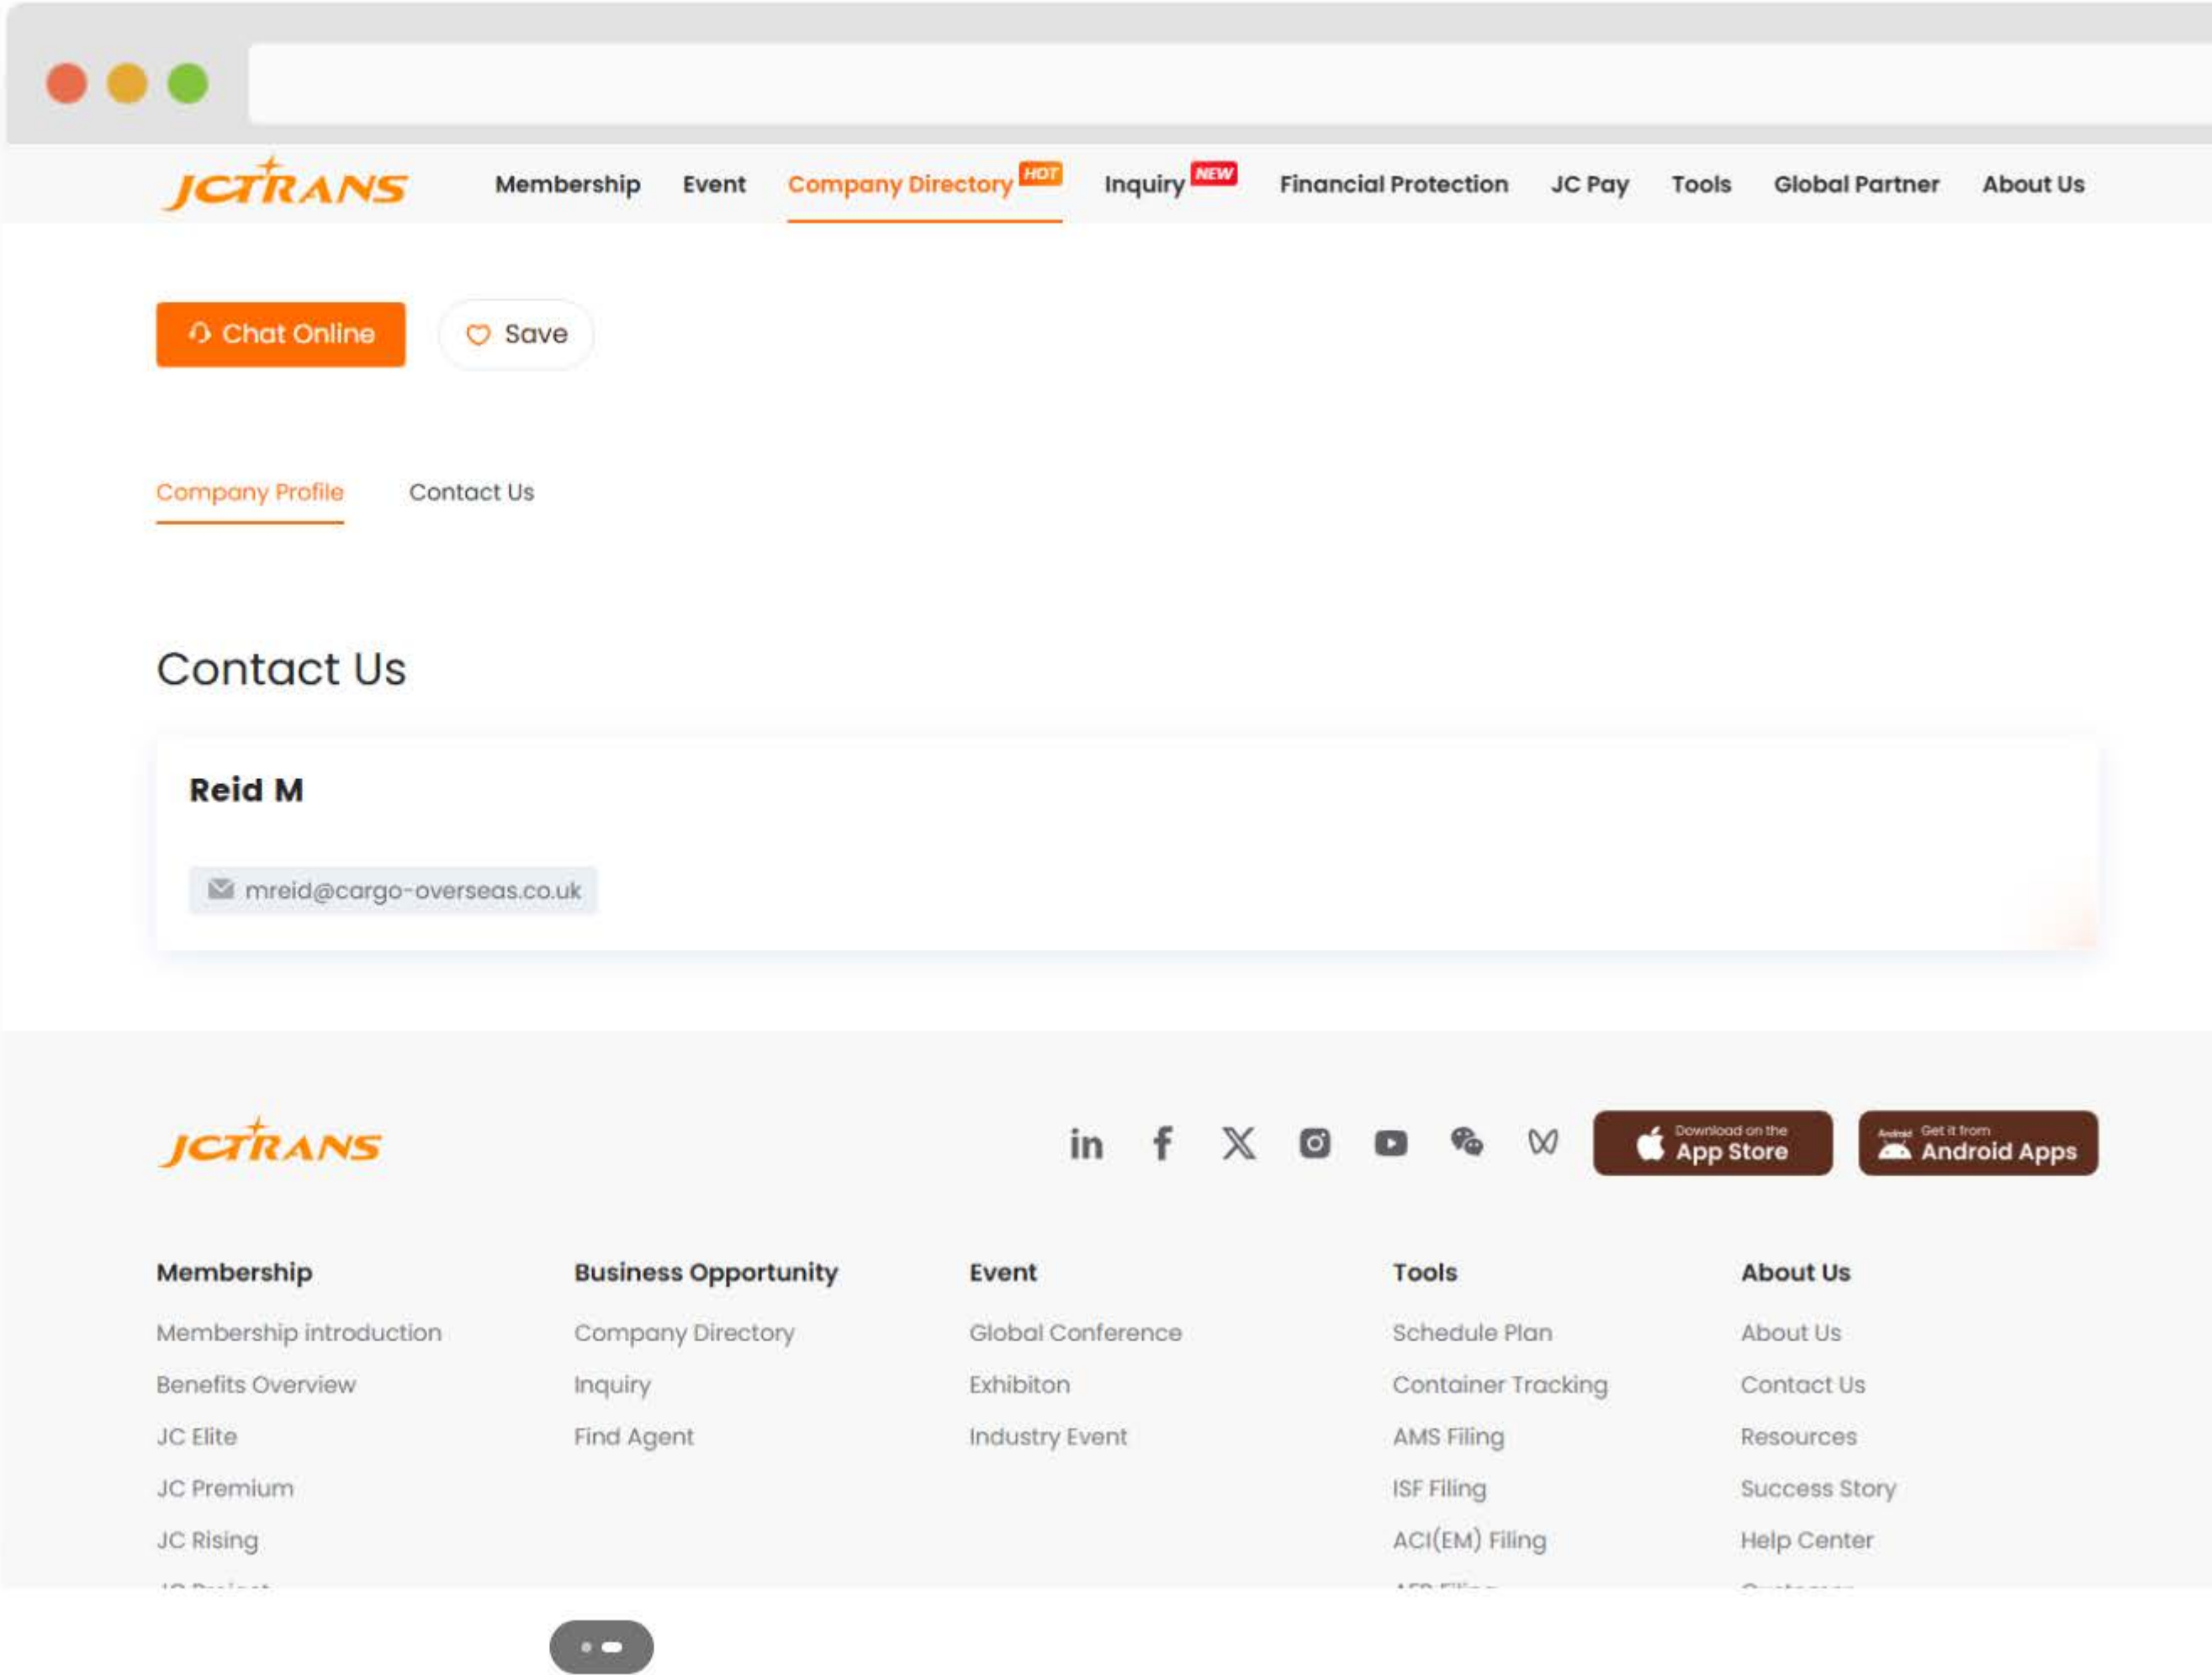 JCTRANS Membership Event Company Directory HOT Inquiry NEW Financial Protection JC Pay Tools Global Partner About Us
Chat Online Save
Company Profile Contact Us
Contact Us
Reid M
mreid@cargo-overseas.co.uk
JCTRANS
Download on the
App Store
Android Get it from
Android Apps
Membership Business Opportunity Event Tools About Us
Membership introduction Company Directory Global Conference Schedule Plan About Us
Benefits Overview Inquiry Exhibiton Container Tracking Contact Us
JC Elite Find Agent Industry Event AMS Filing Resources
JC Premium ISF Filing Success Story
JC Rising ACI(EM) Filing Help Center